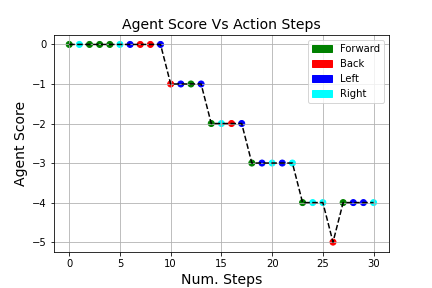 Agent Score Vs Action Steps
Forward
Back
Left
Right
Agent Score
0
−1
−2
−3
−4
−5
0 5 10 15 20 25 30
Num. Steps